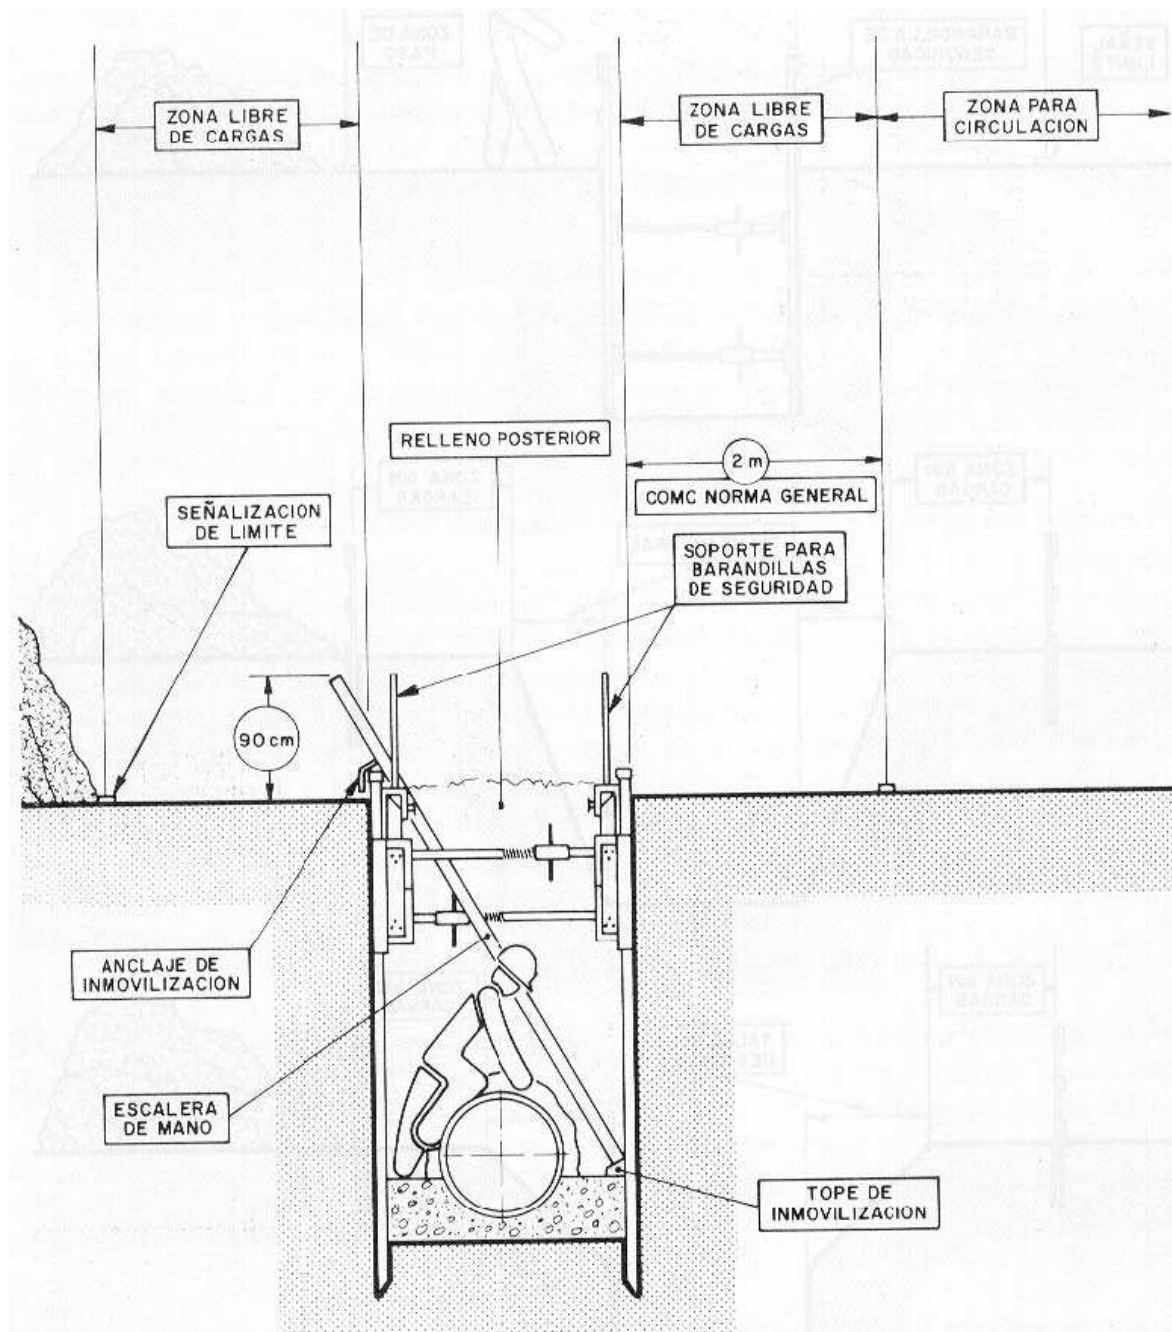 ZONA LIBRE
DE CARGAS
ZONA LIBRE
DE CARGAS
ZONA PARA
CIRCULACION
RELLENO POSTERIOR
2 m
COMC NORMA GENERAL
SEÑALIZACION
DE LIMITE
SOPORTE PARA
BARANDILLAS
DE SEGURIDAD
90 cm
ANCLAJE DE
INMOVILIZACION
ESCALERA
DE MANO
TOPE DE
INMOVILIZACION